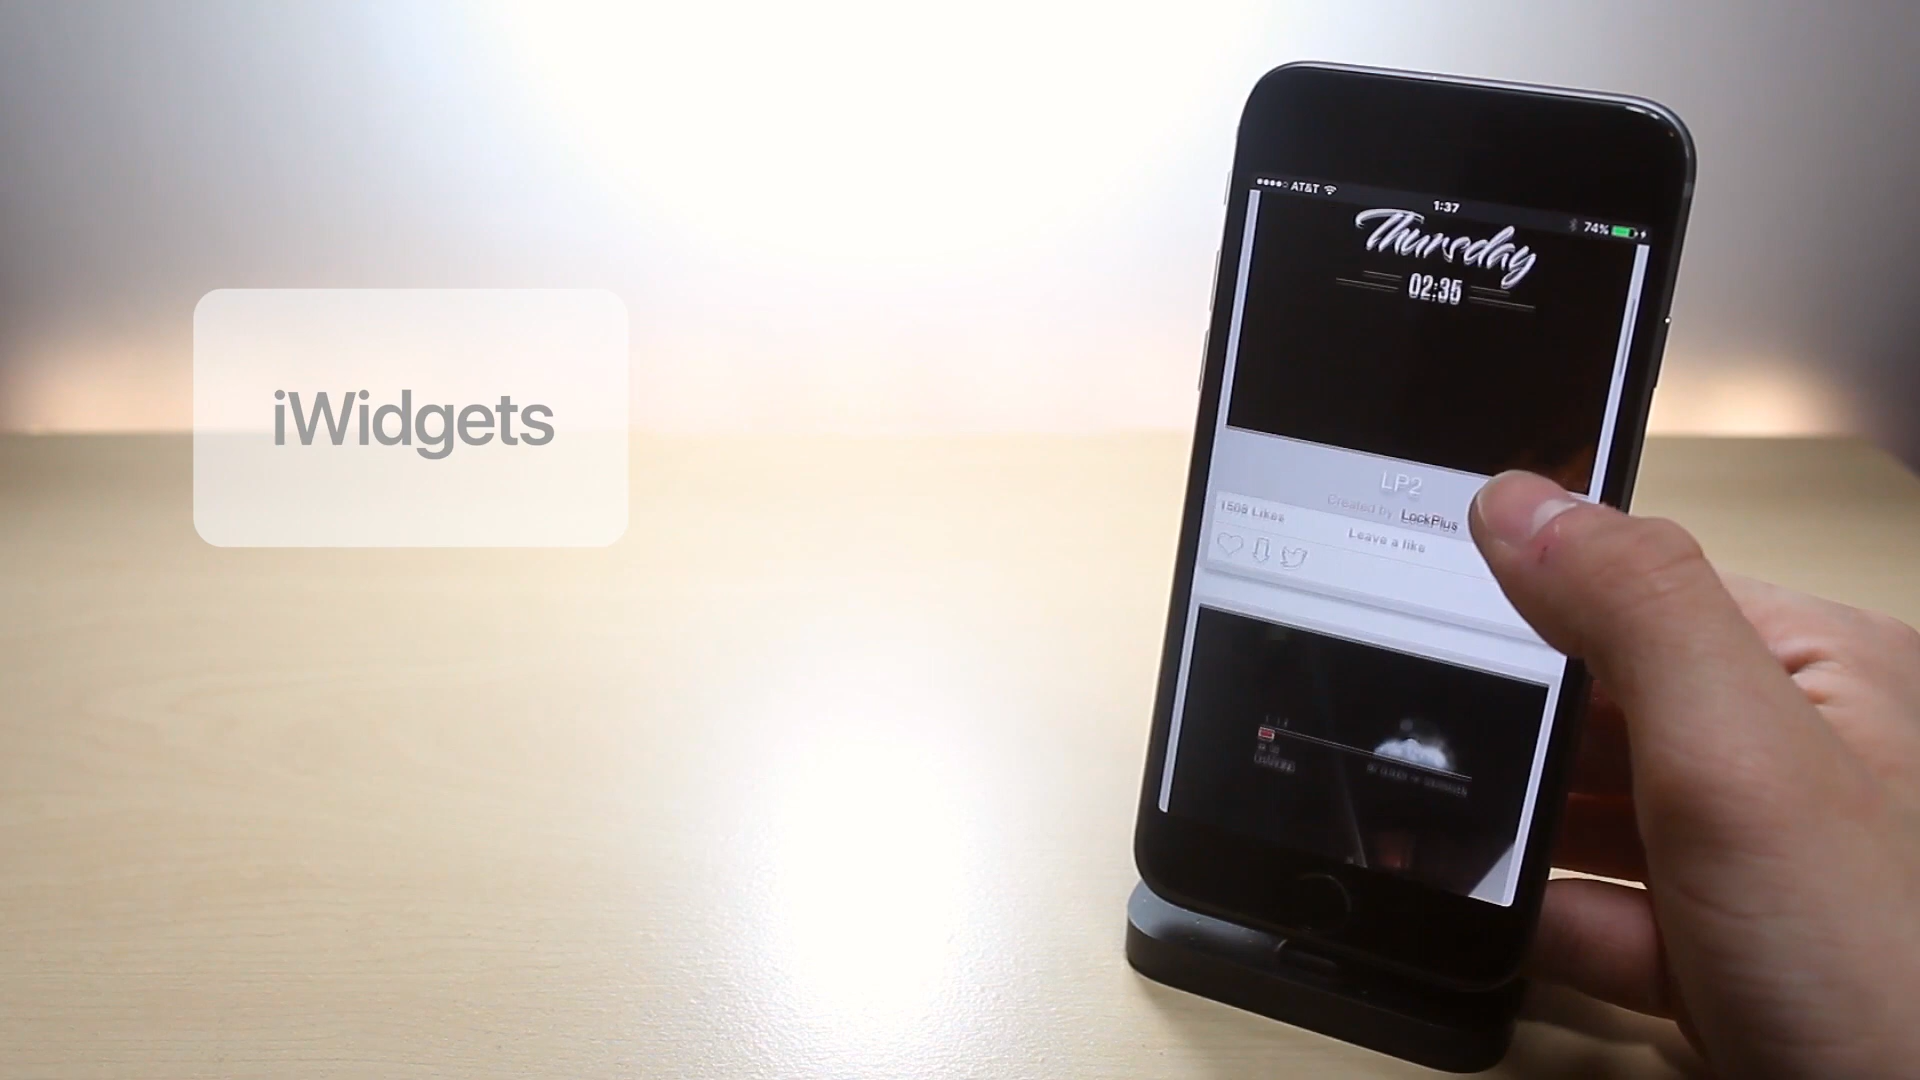 iWidgets
AT&T
1:37
74%
Thursday
02:35
LP2
Created by LockPlus
1509 Likes
Leave a like